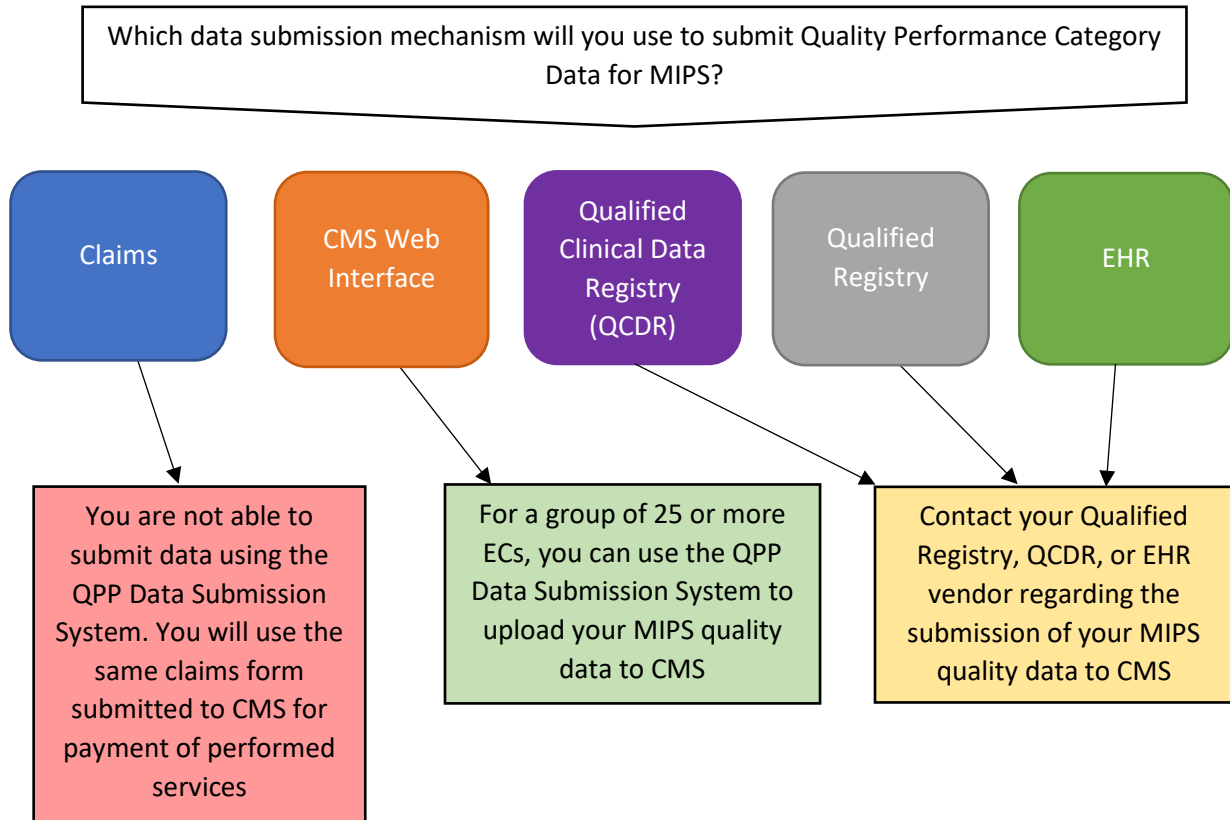 Which data submission mechanism will you use to submit Quality Performance Category
Data for MIPS?
Claims
CMS Web
Interface
Qualified
Clinical Data
Registry
(QCDR)
Qualified
Registry
EHR
You are not able to
submit data using the
QPP Data Submission
System. You will use the
same claims form
submitted to CMS for
payment of performed
services
For a group of 25 or more
ECs, you can use the QPP
Data Submission System to
upload your MIPS quality
data to CMS
Contact your Qualified
Registry, QCDR, or EHR
vendor regarding the
submission of your MIPS
quality data to CMS